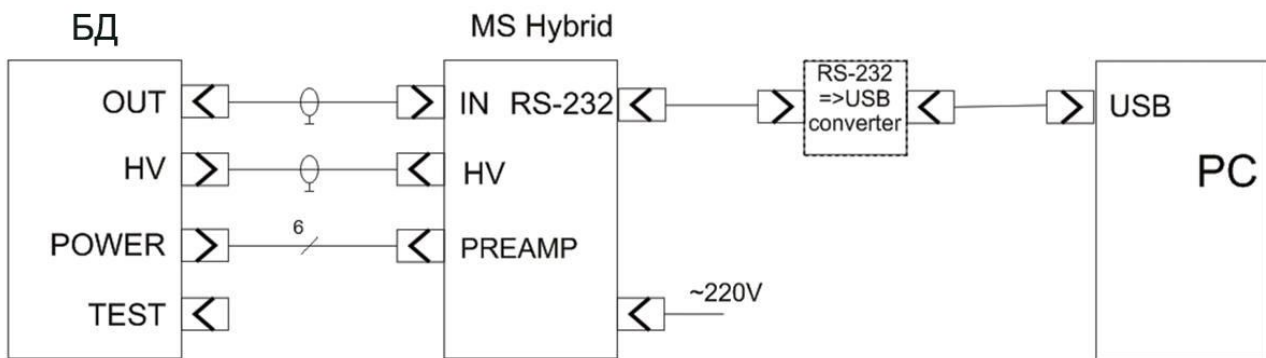 БД
MS Hybrid
OUT
HV
POWER
TEST
6
IN
RS-232
HV
PREAMP
~220V
RS-232
=>USB
converter
USB
PC